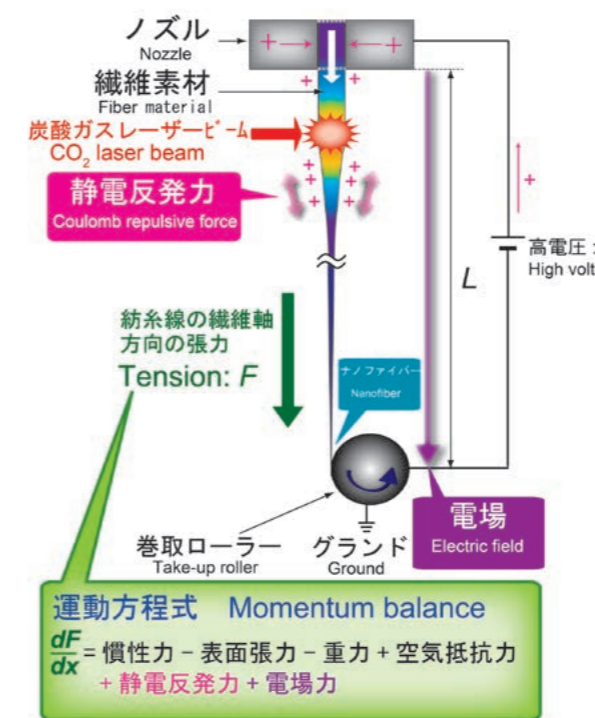 ノズル
Nozzle
繊維素材
Fiber material
炭酸ガスレーザービーム
CO₂ laser beam
静電反発力
Coulomb repulsive force
高電圧:
High volt
L
紡糸線の繊維軸
方向の張力
Tension: F
ナノファイバー
Nanofiber
電場
Electric field
巻取ローラー
Take-up roller
グランド
Ground
運動方程式 Momentum balance
dF/dx = 慣性力 − 表面張力 − 重力 + 空気抵抗力
+ 静電反発力 + 電場力